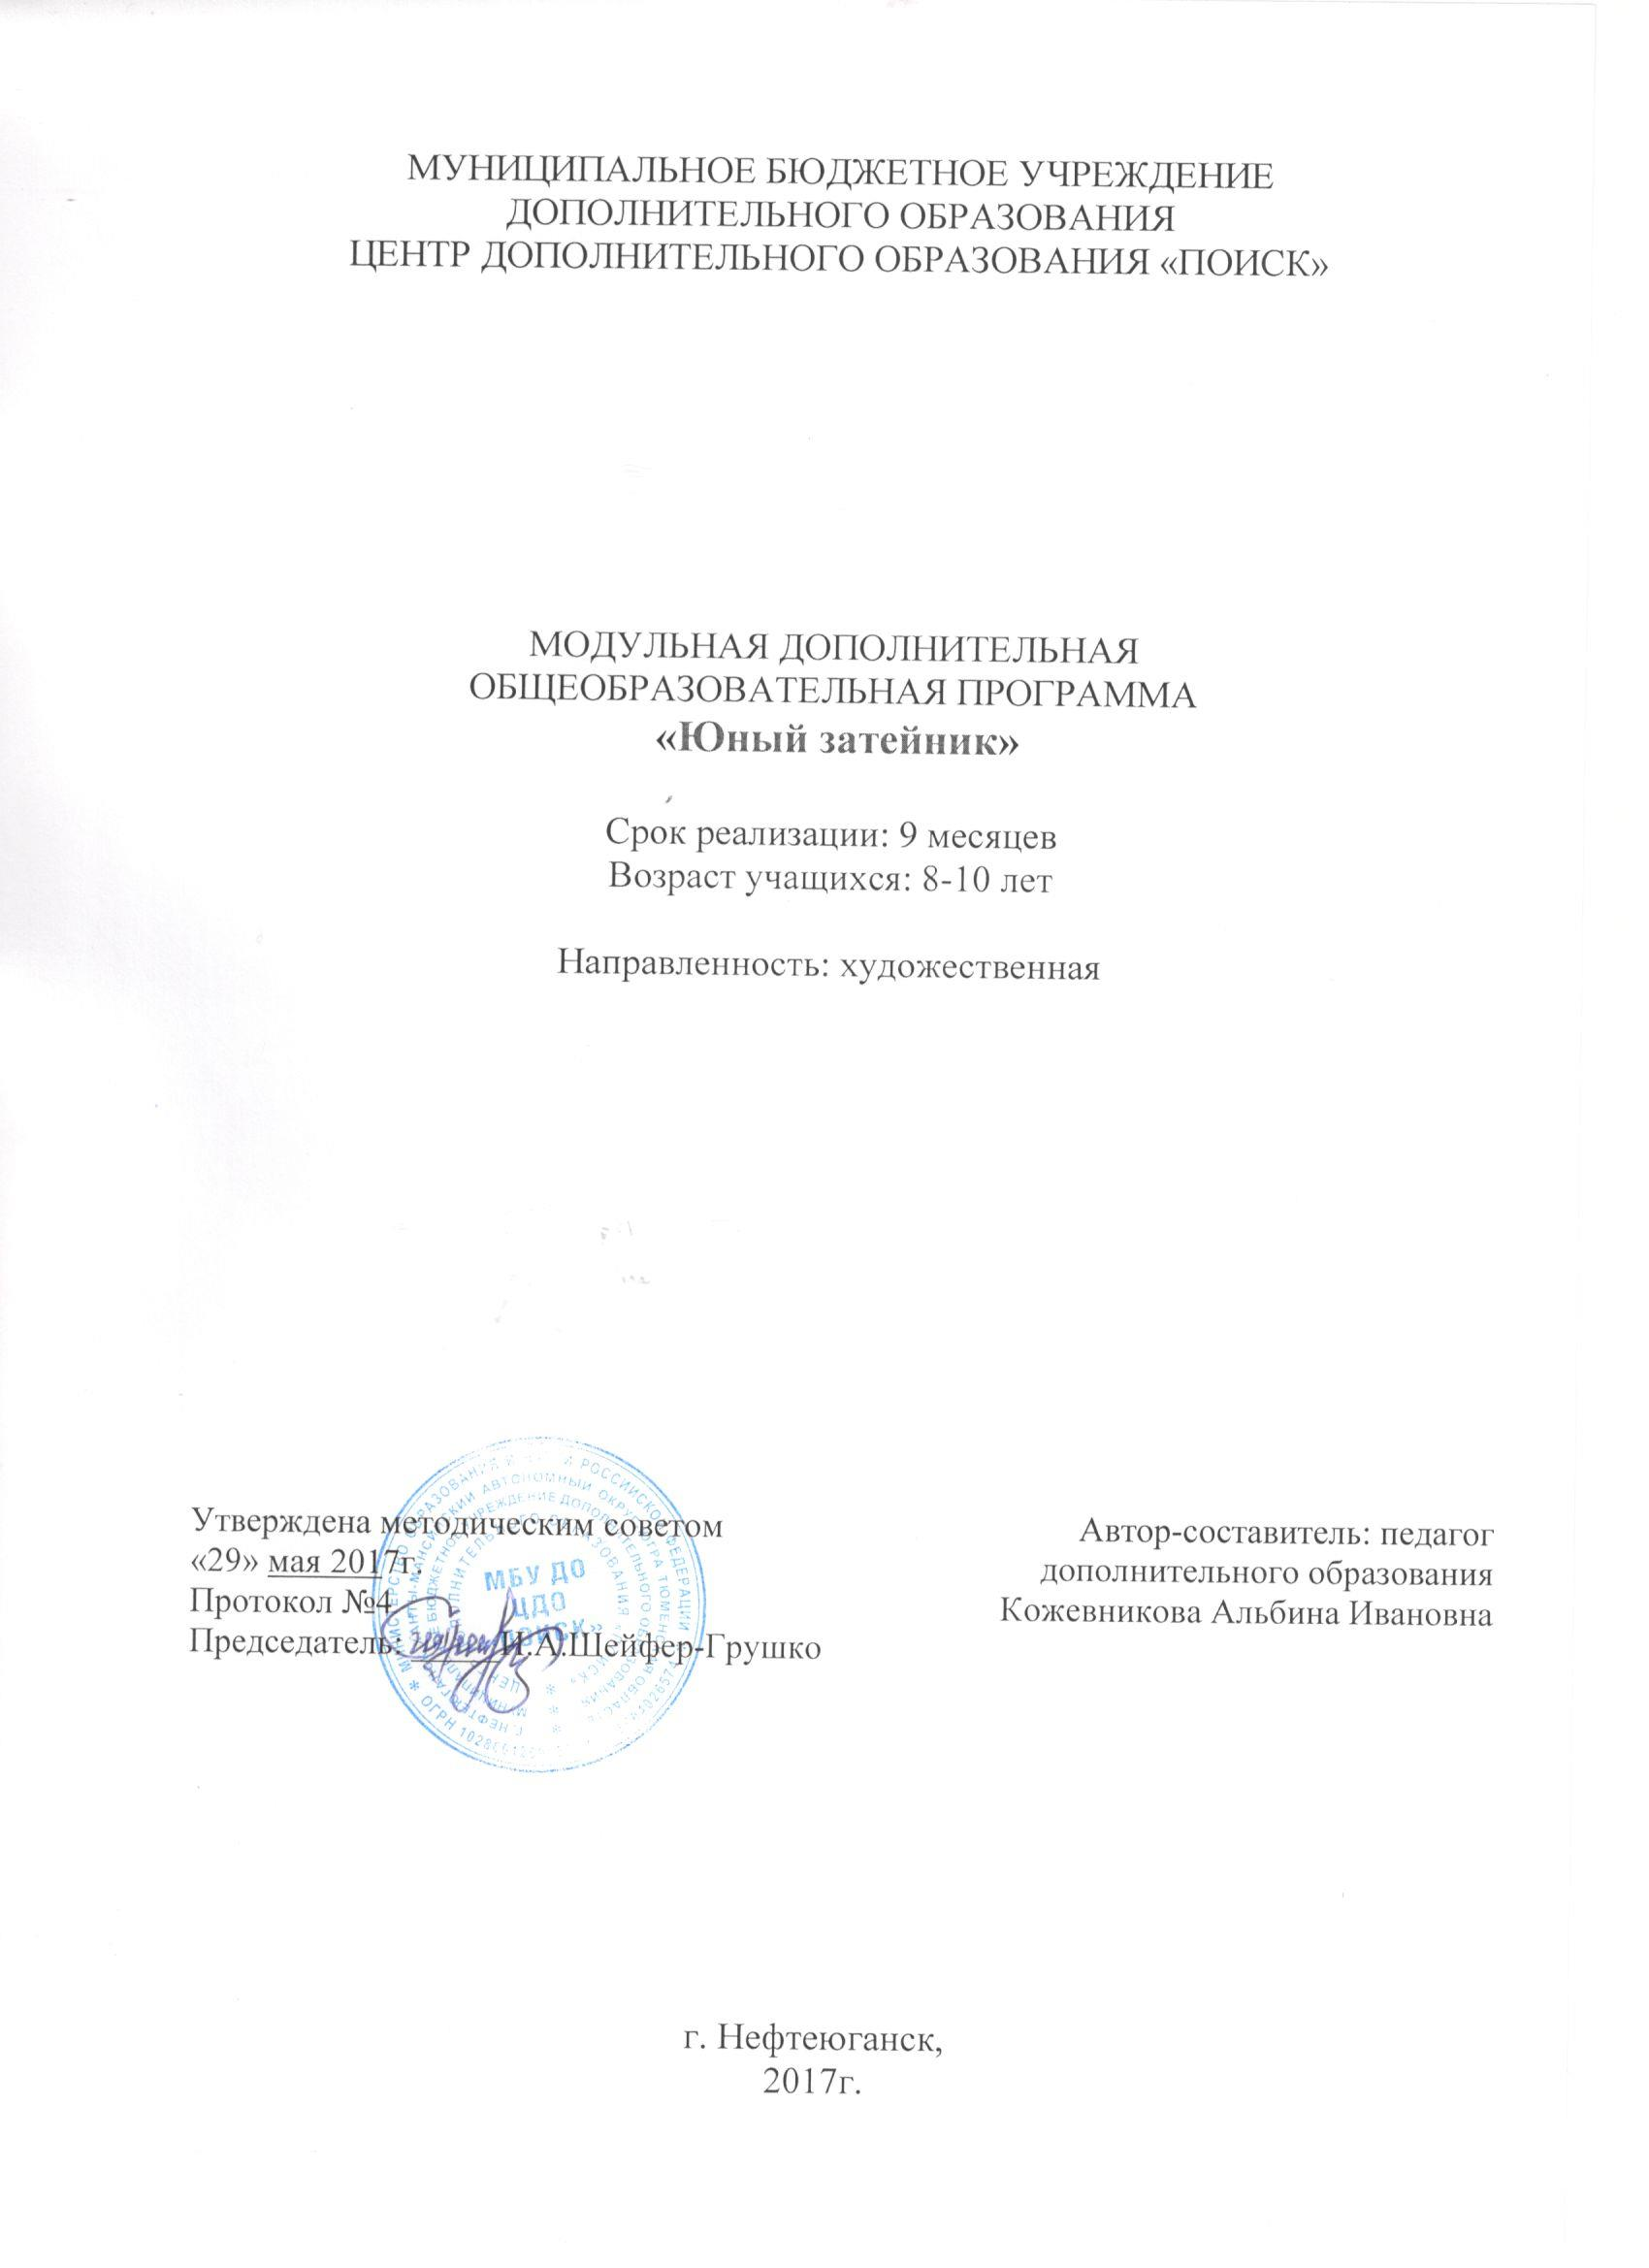 МУНИЦИПАЛЬНОЕ БЮДЖЕТНОЕ УЧРЕЖДЕНИЕ
ДОПОЛНИТЕЛЬНОГО ОБРАЗОВАНИЯ
ЦЕНТР ДОПОЛНИТЕЛЬНОГО ОБРАЗОВАНИЯ «ПОИСК»
МОДУЛЬНАЯ ДОПОЛНИТЕЛЬНАЯ
ОБЩЕОБРАЗОВАТЕЛЬНАЯ ПРОГРАММА
«Юный затейник»
Срок реализации: 9 месяцев
Возраст учащихся: 8-10 лет
Направленность: художественная
Утверждена методическим советом
«29» мая 2017г.
Протокол №4
Председатель: Н.А.Шейфер-Грушко
МБУ ДО
ЦДО
Автор-составитель: педагог
дополнительного образования
Кожевникова Альбина Ивановна
г. Нефтеюганск,
2017г.